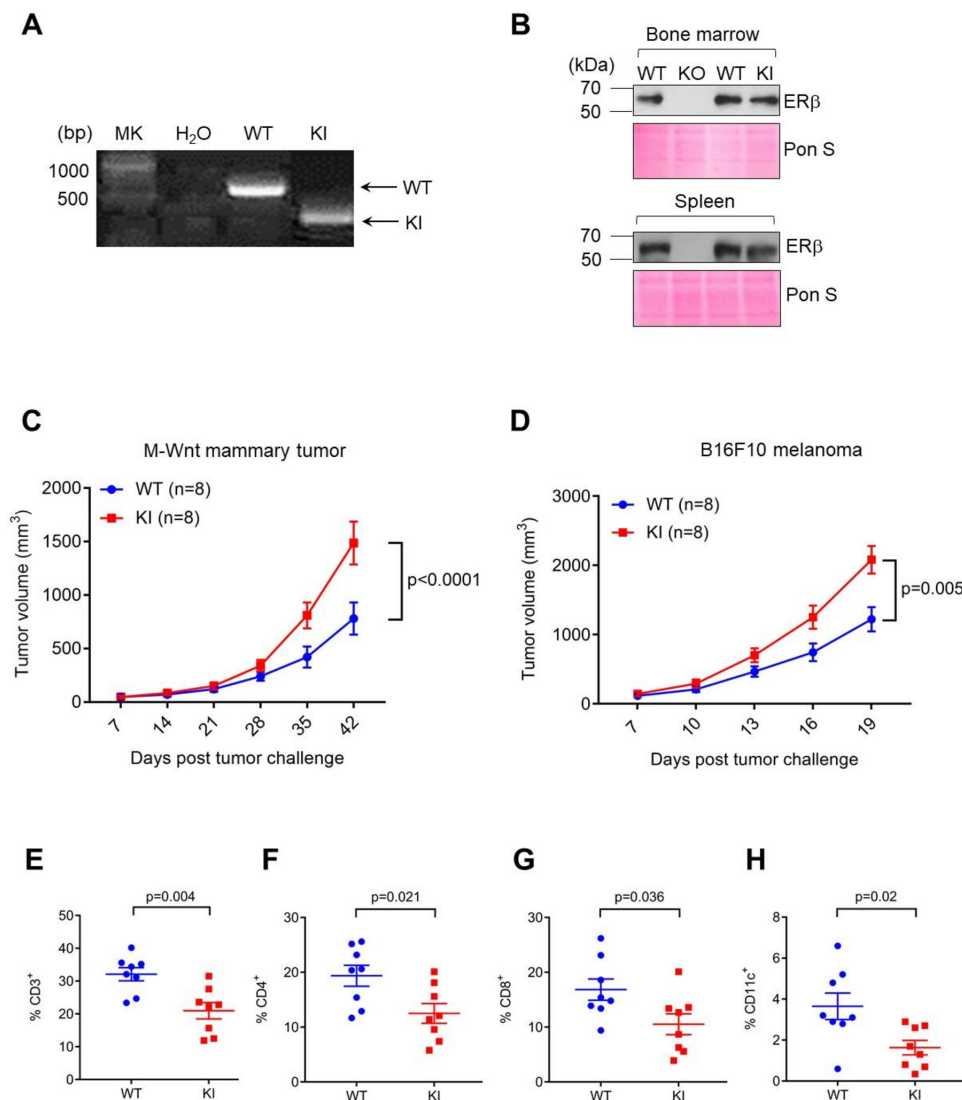 A
(bp) MK H₂O WT KI
1000
500
WT
KI
B
Bone marrow
(kDa) WT KO WT KI
70
50
ERβ
Pon S
Spleen
70
50
ERβ
Pon S
C
M-Wnt mammary tumor
WT (n=8)
KI (n=8)
Tumor volume (mm³)
2000
1500
1000
500
0
p<0.0001
7 14 21 28 35 42
Days post tumor challenge
D
B16F10 melanoma
WT (n=8)
KI (n=8)
Tumor volume (mm³)
3000
2000
1000
0
p=0.005
7 10 13 16 19
Days post tumor challenge
E
p=0.004
% CD3⁺
50
40
30
20
10
0
WT KI
F
p=0.021
% CD4⁺
30
20
10
0
WT KI
G
p=0.036
% CD8⁺
30
20
10
0
WT KI
H
p=0.02
% CD11c⁺
8
6
4
2
0
WT KI